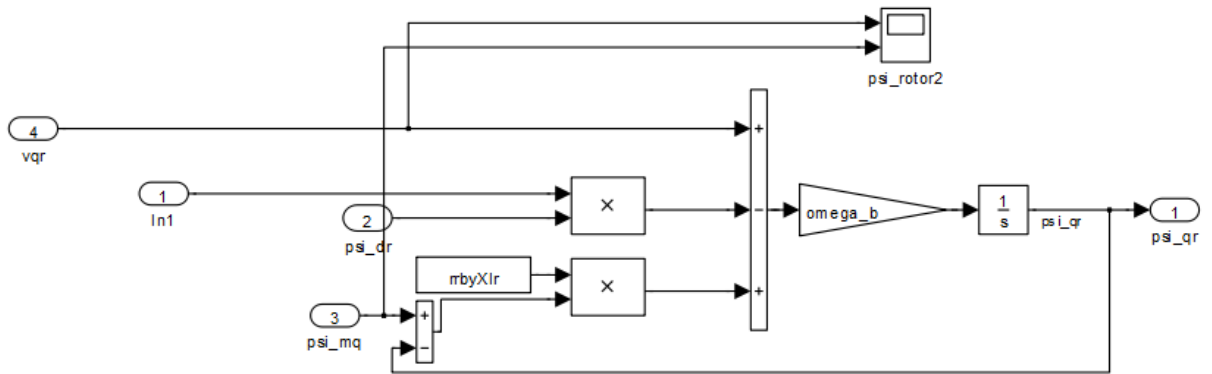 psi_rotor2
4
vqr
+
1
In1
×
2
psi_dr
−
omega_b
1
s
psi_qr
1
psi_qr
rrbyXlr
×
+
3
psi_mq
+
−